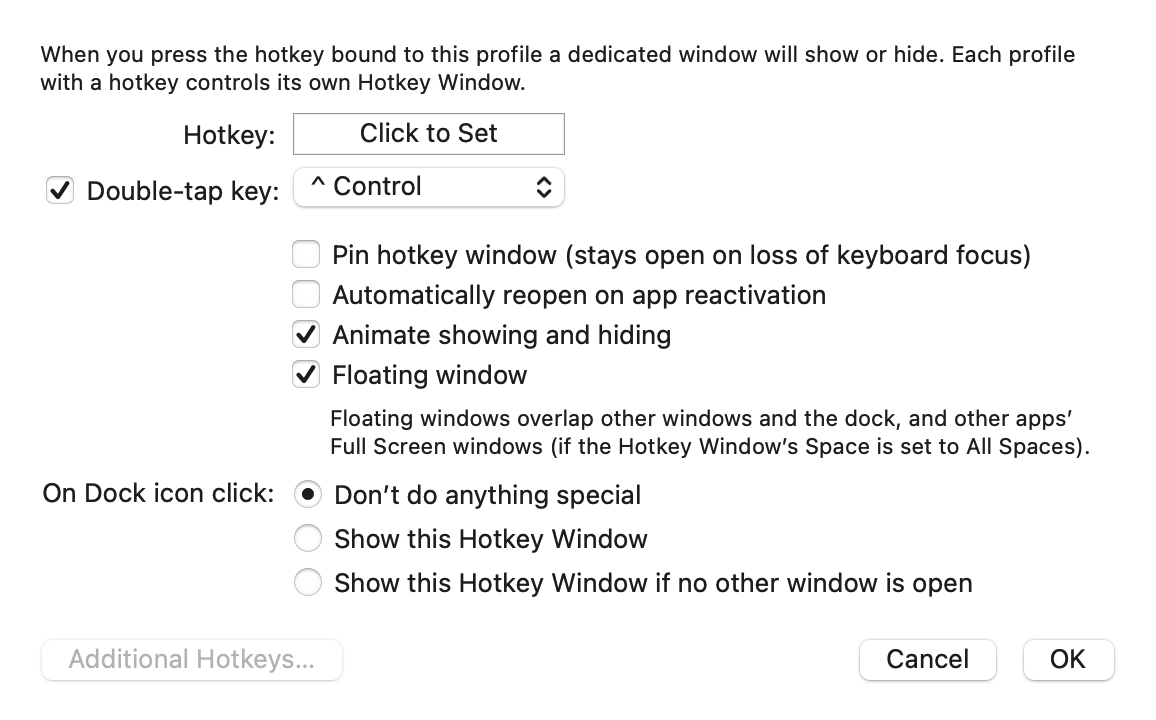 When you press the hotkey bound to this profile a dedicated window will show or hide. Each profile
with a hotkey controls its own Hotkey Window.
Hotkey: Click to Set
Double-tap key: ^ Control
Pin hotkey window (stays open on loss of keyboard focus)
Automatically reopen on app reactivation
Animate showing and hiding
Floating window
Floating windows overlap other windows and the dock, and other apps’
Full Screen windows (if the Hotkey Window’s Space is set to All Spaces).
On Dock icon click: Don’t do anything special
Show this Hotkey Window
Show this Hotkey Window if no other window is open
Additional Hotkeys... Cancel OK